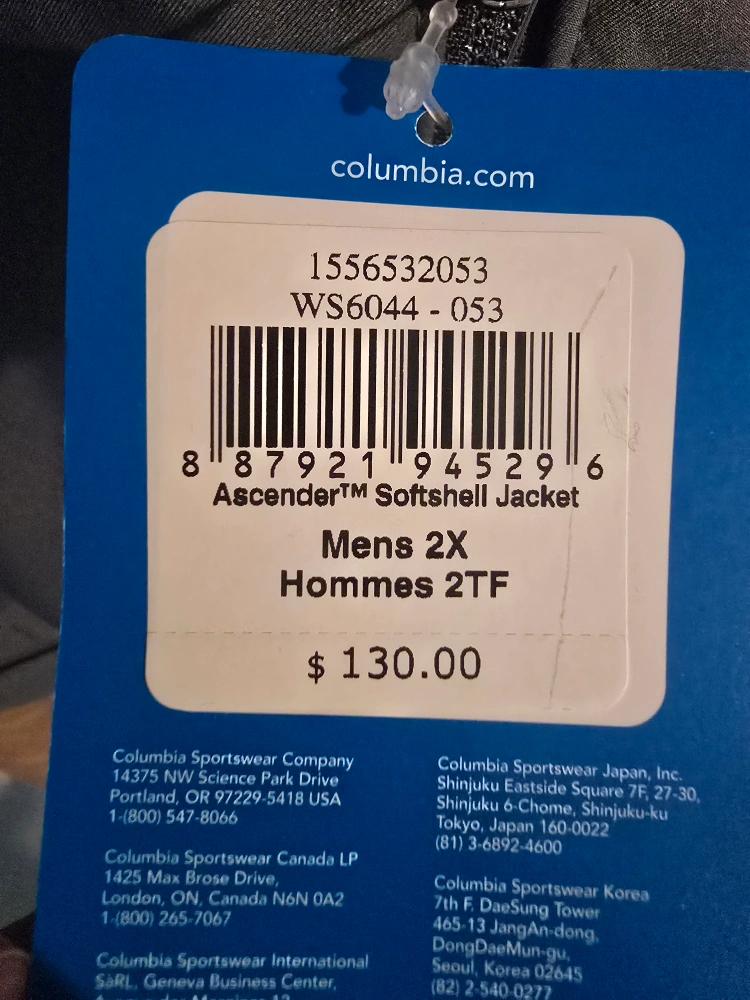 columbia.com
1556532053
WS6044 - 053
8 87921 94529 6
Ascender™ Softshell Jacket
Mens 2X
Hommes 2TF
$ 130.00
Columbia Sportswear Company
14375 NW Science Park Drive
Portland, OR 97229-5418 USA
1-(800) 547-8066
Columbia Sportswear Canada LP
1425 Max Brose Drive,
London, ON, Canada N6N 0A2
1-(800) 265-7067
Columbia Sportswear International
SàRL, Geneva Business Center,
Columbia Sportswear Japan, Inc.
Shinjuku Eastside Square 7F, 27-30,
Shinjuku 6-Chome, Shinjuku-ku
Tokyo, Japan 160-0022
(81) 3-6892-4600
Columbia Sportswear Korea
7th F. DaeSung Tower
465-13 JangAn-dong,
DongDaeMun-gu,
Seoul, Korea 02645
(82) 2-540-0277